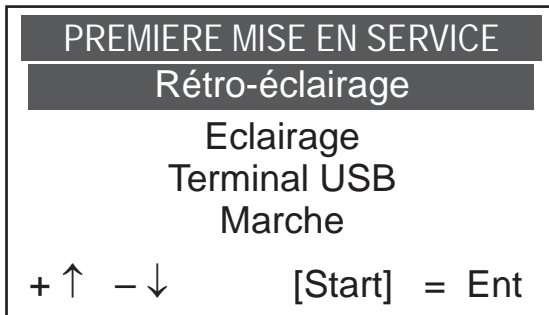 PREMIERE MISE EN SERVICE
Rétro-éclairage
Eclairage
Terminal USB
Marche
+ ↑ – ↓ [Start] = Ent